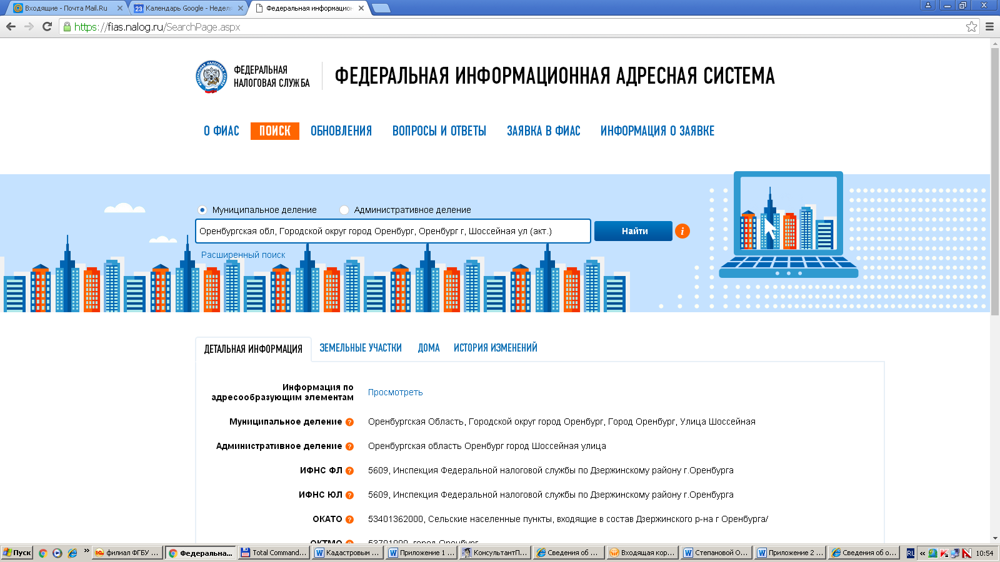 Входящие - Почта Mail.Ru
23 Календарь Google - Неделя
Федеральная информацион
https://fias.nalog.ru/SearchPage.aspx
ФЕДЕРАЛЬНАЯ
НАЛОГОВАЯ СЛУЖБА
ФЕДЕРАЛЬНАЯ ИНФОРМАЦИОННАЯ АДРЕСНАЯ СИСТЕМА
О ФИАС ПОИСК ОБНОВЛЕНИЯ ВОПРОСЫ И ОТВЕТЫ ЗАЯВКА В ФИАС ИНФОРМАЦИЯ О ЗАЯВКЕ
Муниципальное деление Административное деление
Оренбургская обл, Городской округ город Оренбург, Оренбург г, Шоссейная ул (акт.) Найти i
Расширенный поиск
ДЕТАЛЬНАЯ ИНФОРМАЦИЯ ЗЕМЕЛЬНЫЕ УЧАСТКИ ДОМА ИСТОРИЯ ИЗМЕНЕНИЙ
Информация по
адресообразующим элементам Просмотреть
Муниципальное деление ? Оренбургская Область, Городской округ город Оренбург, Город Оренбург, Улица Шоссейная
Административное деление ? Оренбургская область Оренбург город Шоссейная улица
ИФНС ФЛ ? 5609, Инспекция Федеральной налоговой службы по Дзержинскому району г.Оренбурга
ИФНС ЮЛ ? 5609, Инспекция Федеральной налоговой службы по Дзержинскому району г.Оренбурга
ОКАТО ? 53401362000, Сельские населенные пункты, входящие в состав Дзержинского р-на г Оренбурга/
ОКТМО ? 53701000, город Оренбург
Пуск » филиал ФГБУ ... Федеральна... Total Command... Кадастровым ... Приложение 1 ... КонсультантП... Сведения об ... Входящая кор... Степановой О... Приложение 2 ... Сведения об о... RU « 10:54